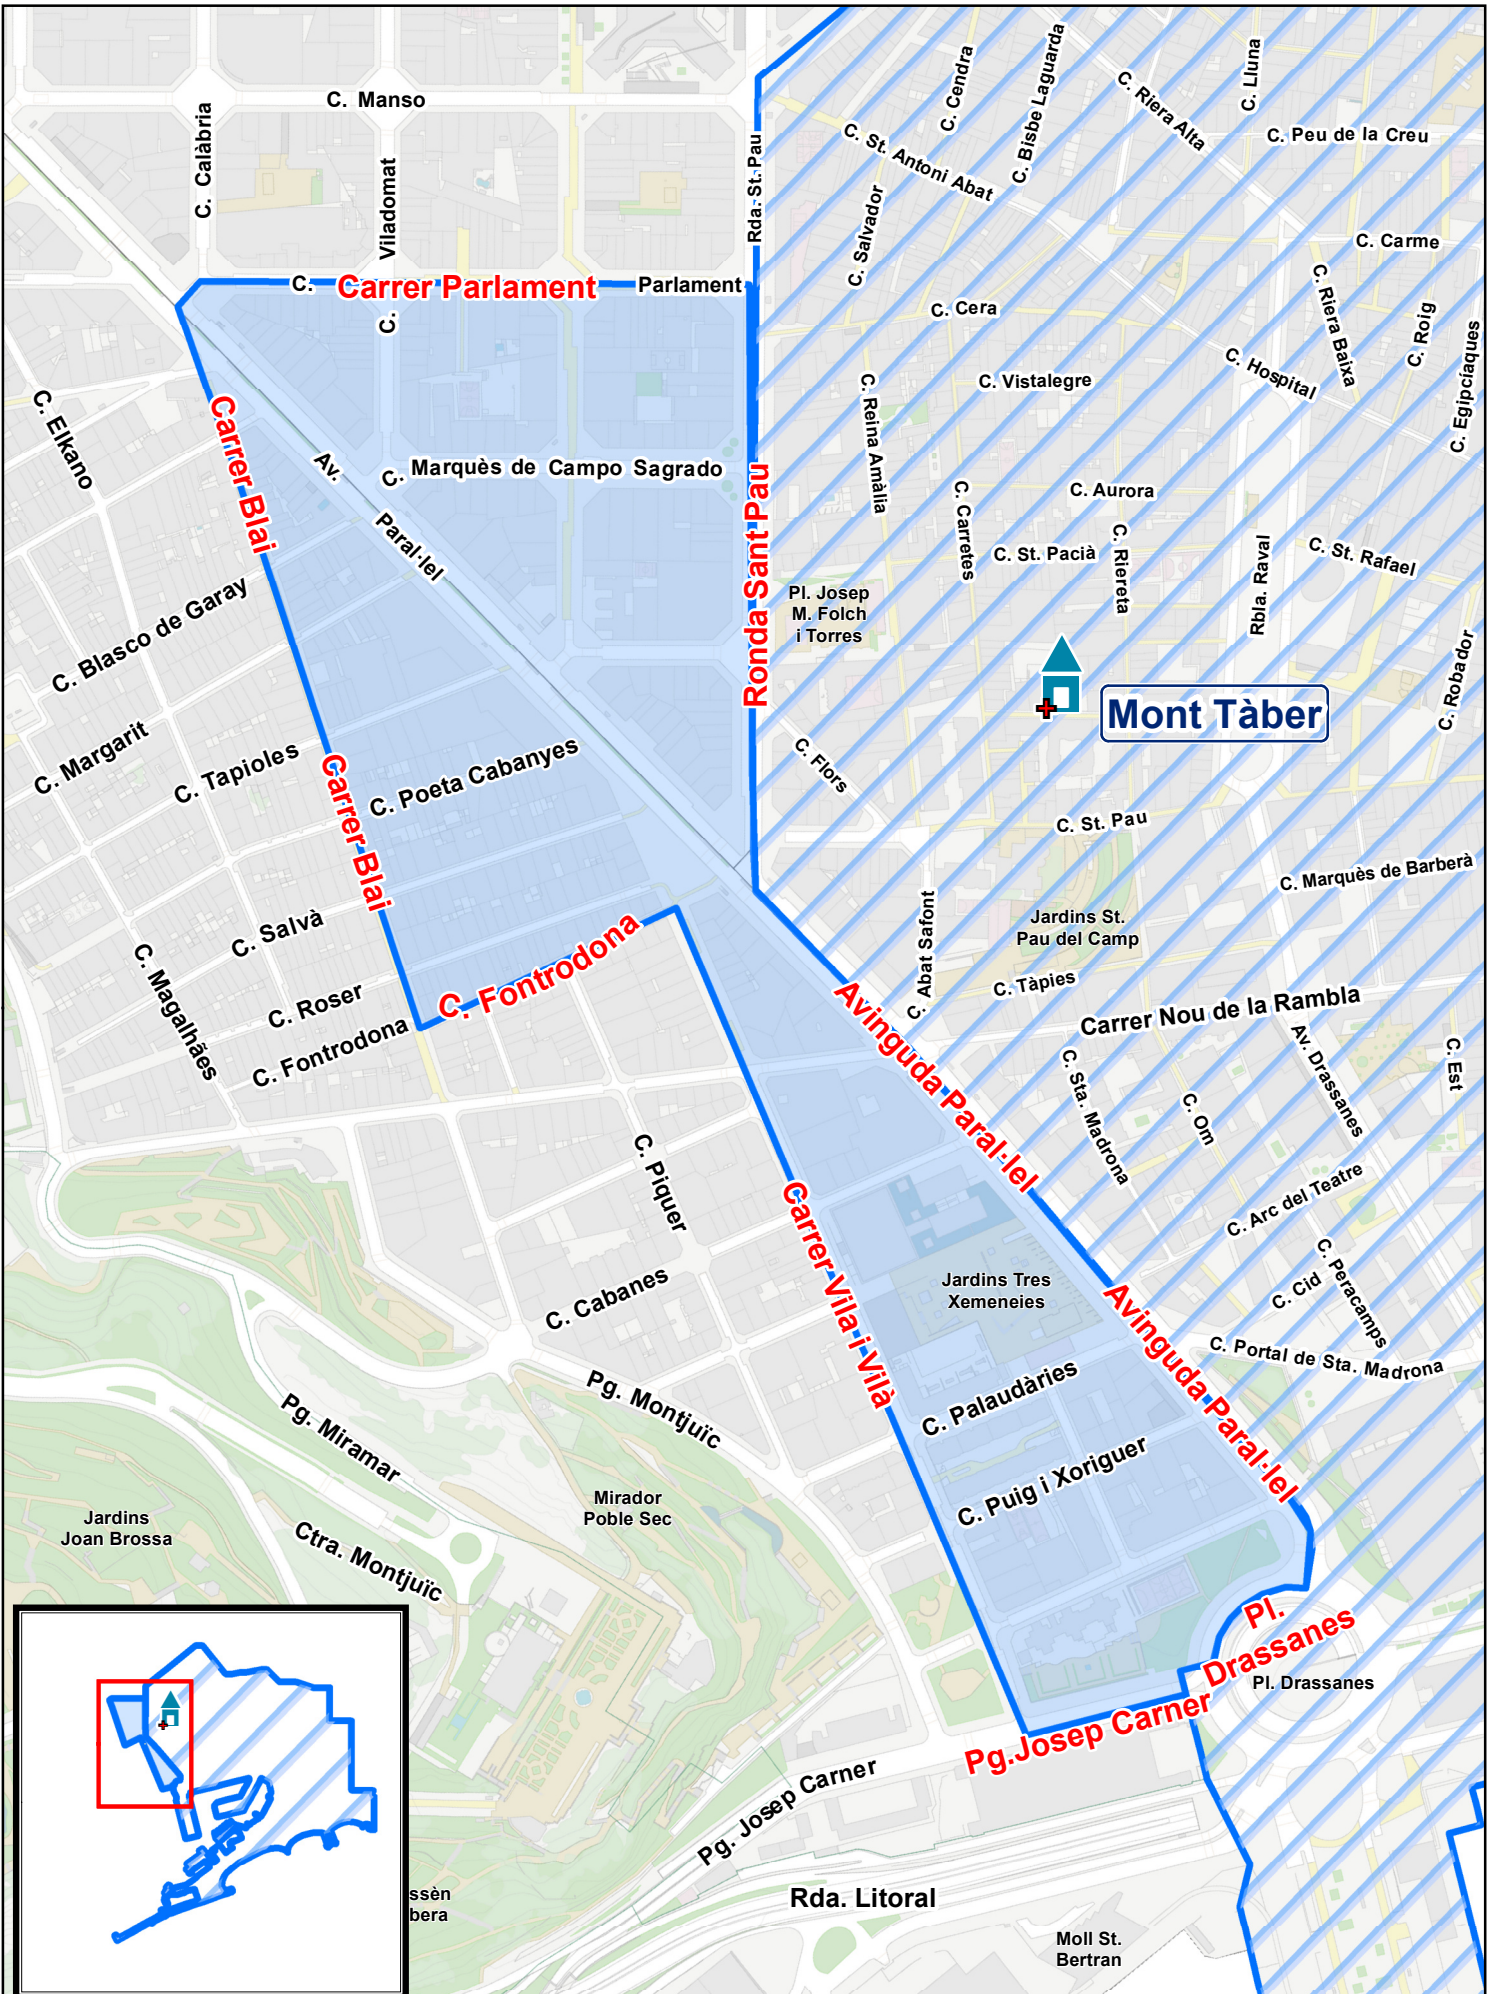 C. Manso
C. Calàbria
C. Viladomat
Rda. St. Pau
C. Cendra
C. Bisbe Laguarda
C. Riera Alta
C. Lluna
C. Peu de la Creu
C. St. Antoni Abat
C. Salvador
C. Carme
C. Riera Baixa
C. Roig
C. Egipcíaques
C. Parlament
Carrer Parlament
C. Cera
C. Hospital
C. Vistalegre
C. Reina Amàlia
C. Elkano
Carrer Blai
Av. Paral·lel
C. Marquès de Campo Sagrado
Ronda Sant Pau
C. Carretes
C. Aurora
C. St. Pacià
C. Riereta
Rbla. Raval
C. St. Rafael
C. Robador
Pl. Josep
M. Folch
i Torres
C. Blasco de Garay
C. Margarit
C. Tapioles
Carrer Blai
C. Poeta Cabanyes
Mont Tàber
C. Flors
C. St. Pau
C. Marquès de Barberà
C. Salvà
C. Magalhães
C. Roser
C. Fontrodona
C. Fontrodona
C. Abat Safont
Jardins St.
Pau del Camp
C. Tàpies
Carrer Nou de la Rambla
Avinguda Paral·lel
C. Sta. Madrona
C. Om
Av. Drassanes
C. Est
C. Piquer
C. Arc del Teatre
Carrer Vila i Vilà
C. Cabanes
Jardins Tres
Xemeneies
C. Cid
C. Peracamps
Avinguda Paral·lel
C. Portal de Sta. Madrona
Pg. Montjuïc
Pg. Miramar
C. Palaudàries
C. Puig i Xoriguer
Jardins
Joan Brossa
Ctra. Montjuïc
Mirador
Poble Sec
Pl.
Drassanes
Pl. Drassanes
Pg.Josep Carner
Pg. Josep Carner
ssèn
bera
Rda. Litoral
Moll St.
Bertran